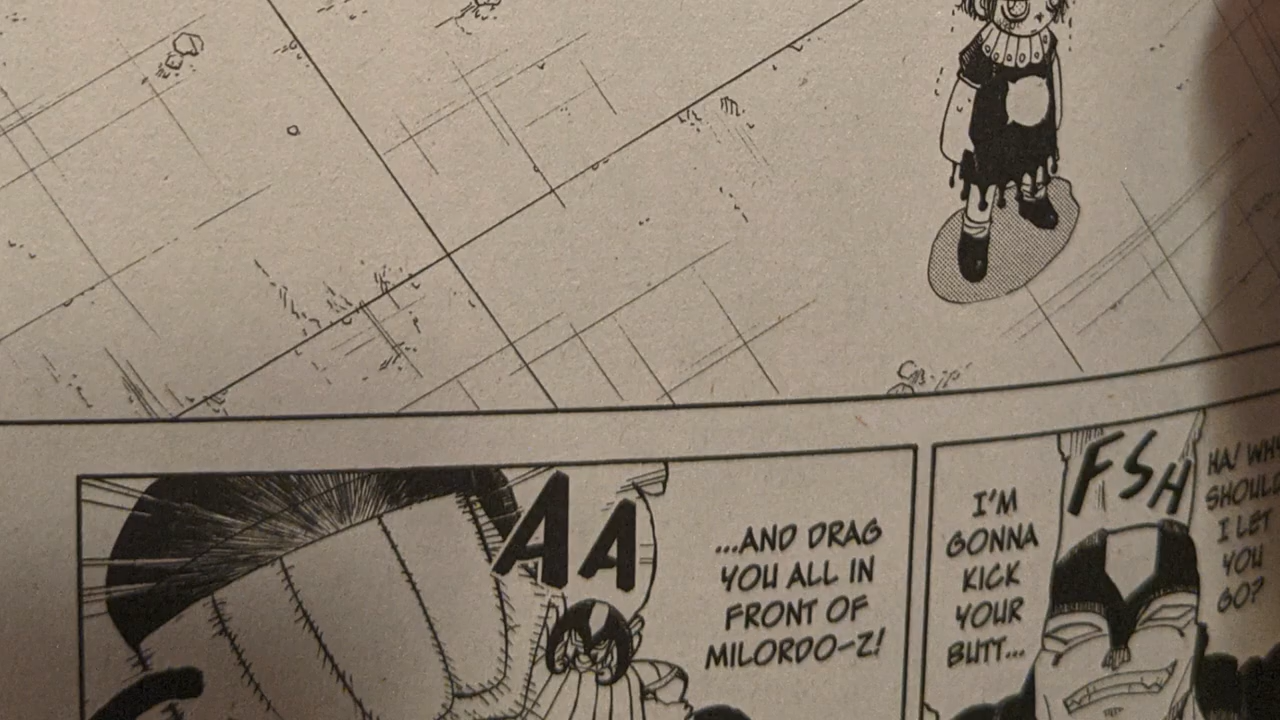 HA! WHY
SHOULD
I LET
YOU
GO?
FSH
I'M
GONNA
KICK
YOUR
BUTT...
...AND DRAG
YOU ALL IN
FRONT OF
MILORDO-Z!
AA